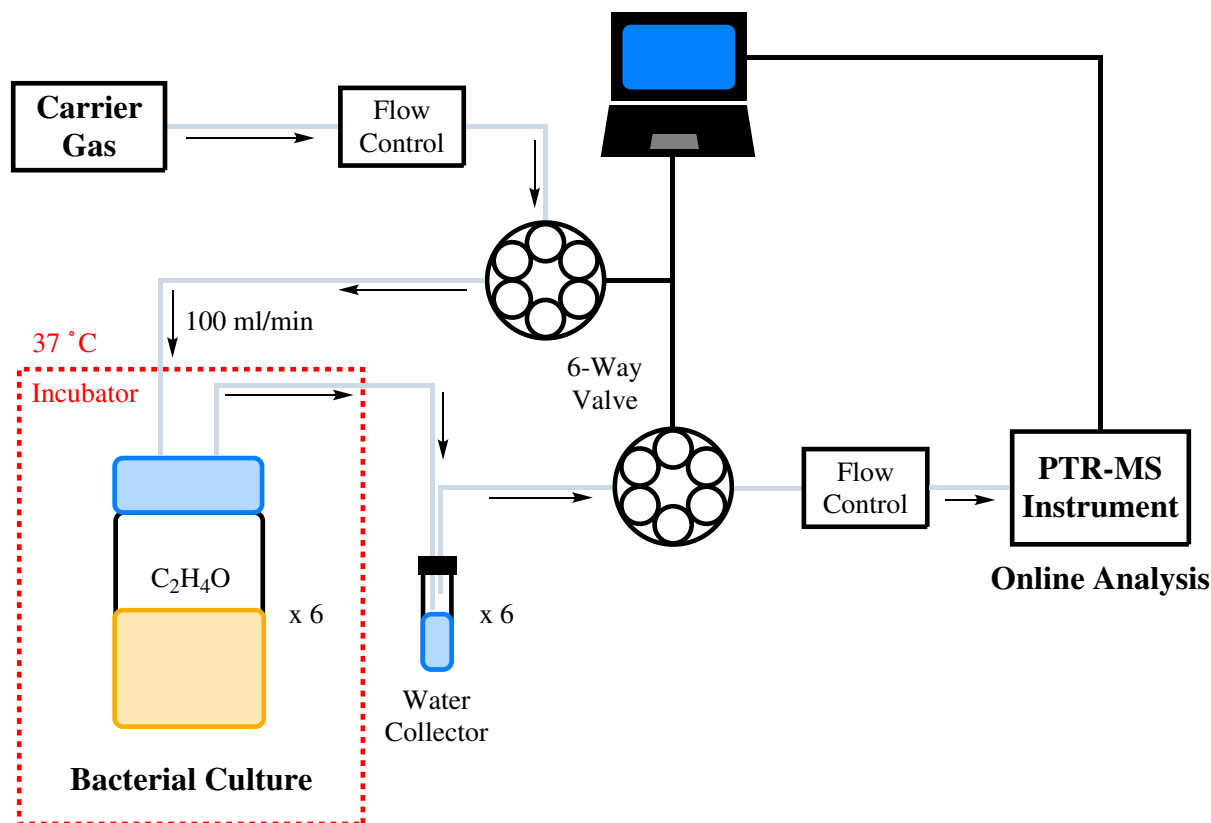 Carrier
Gas
Flow
Control
100 ml/min
37 ˚C
Incubator
6-Way
Valve
C₂H₄O
x 6
x 6
Water
Collector
Flow
Control
PTR-MS
Instrument
Online Analysis
Bacterial Culture